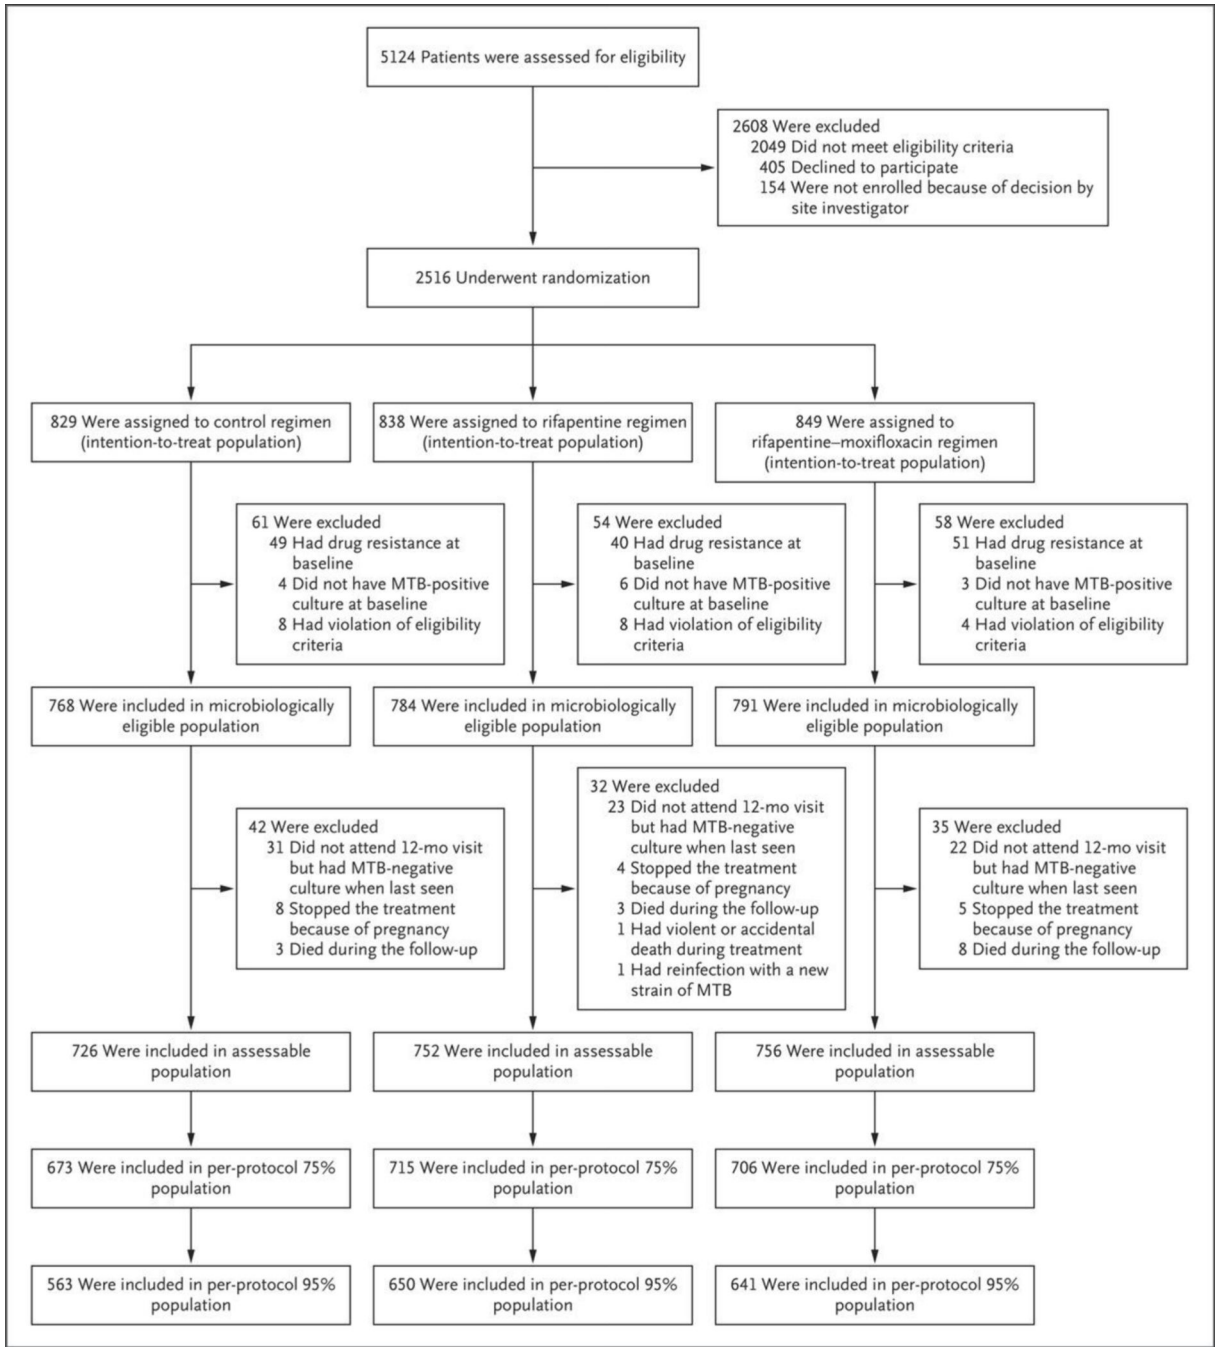 5124 Patients were assessed for eligibility
2608 Were excluded
2049 Did not meet eligibility criteria
405 Declined to participate
154 Were not enrolled because of decision by
site investigator
2516 Underwent randomization
829 Were assigned to control regimen
(intention-to-treat population)
838 Were assigned to rifapentine regimen
(intention-to-treat population)
849 Were assigned to
rifapentine–moxifloxacin regimen
(intention-to-treat population)
61 Were excluded
49 Had drug resistance at
baseline
4 Did not have MTB-positive
culture at baseline
8 Had violation of eligibility
criteria
54 Were excluded
40 Had drug resistance at
baseline
6 Did not have MTB-positive
culture at baseline
8 Had violation of eligibility
criteria
58 Were excluded
51 Had drug resistance at
baseline
3 Did not have MTB-positive
culture at baseline
4 Had violation of eligibility
criteria
768 Were included in microbiologically
eligible population
784 Were included in microbiologically
eligible population
791 Were included in microbiologically
eligible population
42 Were excluded
31 Did not attend 12-mo visit
but had MTB-negative
culture when last seen
8 Stopped the treatment
because of pregnancy
3 Died during the follow-up
32 Were excluded
23 Did not attend 12-mo visit
but had MTB-negative
culture when last seen
4 Stopped the treatment
because of pregnancy
3 Died during the follow-up
1 Had violent or accidental
death during treatment
1 Had reinfection with a new
strain of MTB
35 Were excluded
22 Did not attend 12-mo visit
but had MTB-negative
culture when last seen
5 Stopped the treatment
because of pregnancy
8 Died during the follow-up
726 Were included in assessable
population
752 Were included in assessable
population
756 Were included in assessable
population
673 Were included in per-protocol 75%
population
715 Were included in per-protocol 75%
population
706 Were included in per-protocol 75%
population
563 Were included in per-protocol 95%
population
650 Were included in per-protocol 95%
population
641 Were included in per-protocol 95%
population